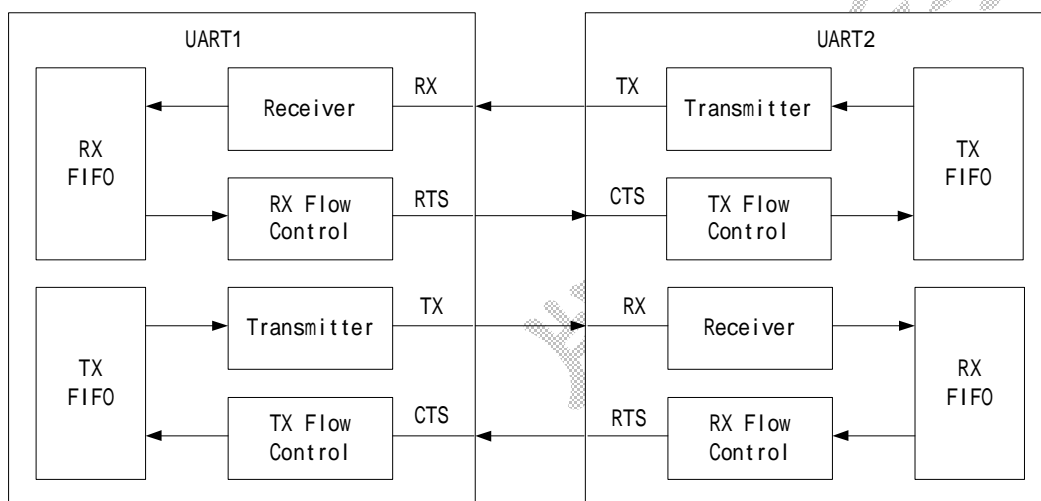 UART1
UART2
RX
FIFO
Receiver
RX
TX
Transmitter
TX
FIFO
RX Flow
Control
RTS
CTS
TX Flow
Control
TX
FIFO
Transmitter
TX
RX
Receiver
RX
FIFO
TX Flow
Control
CTS
RTS
RX Flow
Control